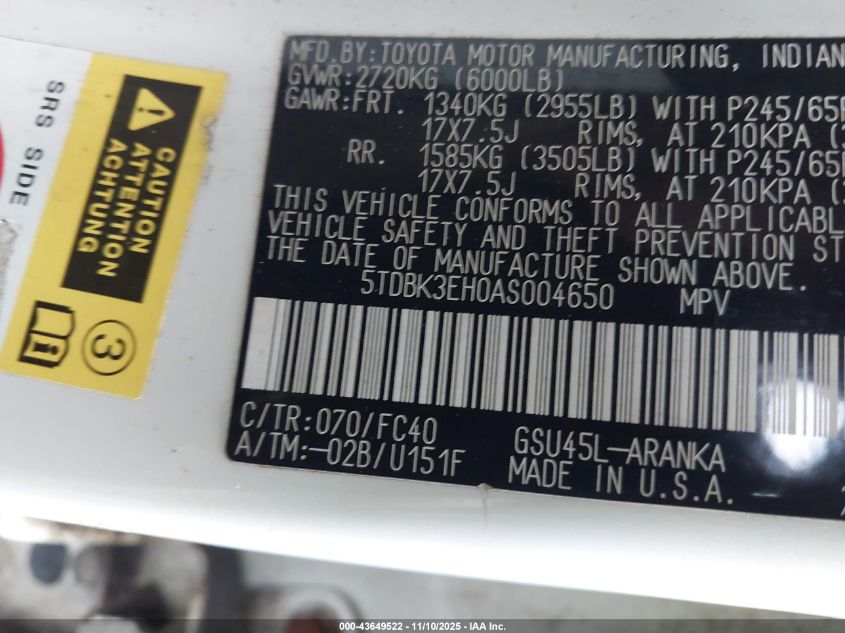 MFD.BY:TOYOTA MOTOR MANUFACTURING, INDIAN
GVWR:2720KG (6000LB)
GAWR:FRT. 1340KG (2955LB) WITH P245/65
17X7.5J RIMS, AT 210KPA
RR. 1585KG (3505LB) WITH P245/65
17X7.5J RIMS, AT 210KPA
THIS VEHICLE CONFORMS TO ALL APPLICABL
VEHICLE SAFETY AND THEFT PREVENTION ST
THE DATE OF MANUFACTURE SHOWN ABOVE.
5TDBK3EH0AS004650 MPV
C/TR:070/FC40 GSU45L-ARANKA
A/TM:-02B/U151F MADE IN U.S.A.
SRS SIDE
CAUTION
ATTENTION
ACHTUNG
3
000-43649522 - 11/10/2025 - IAA Inc.